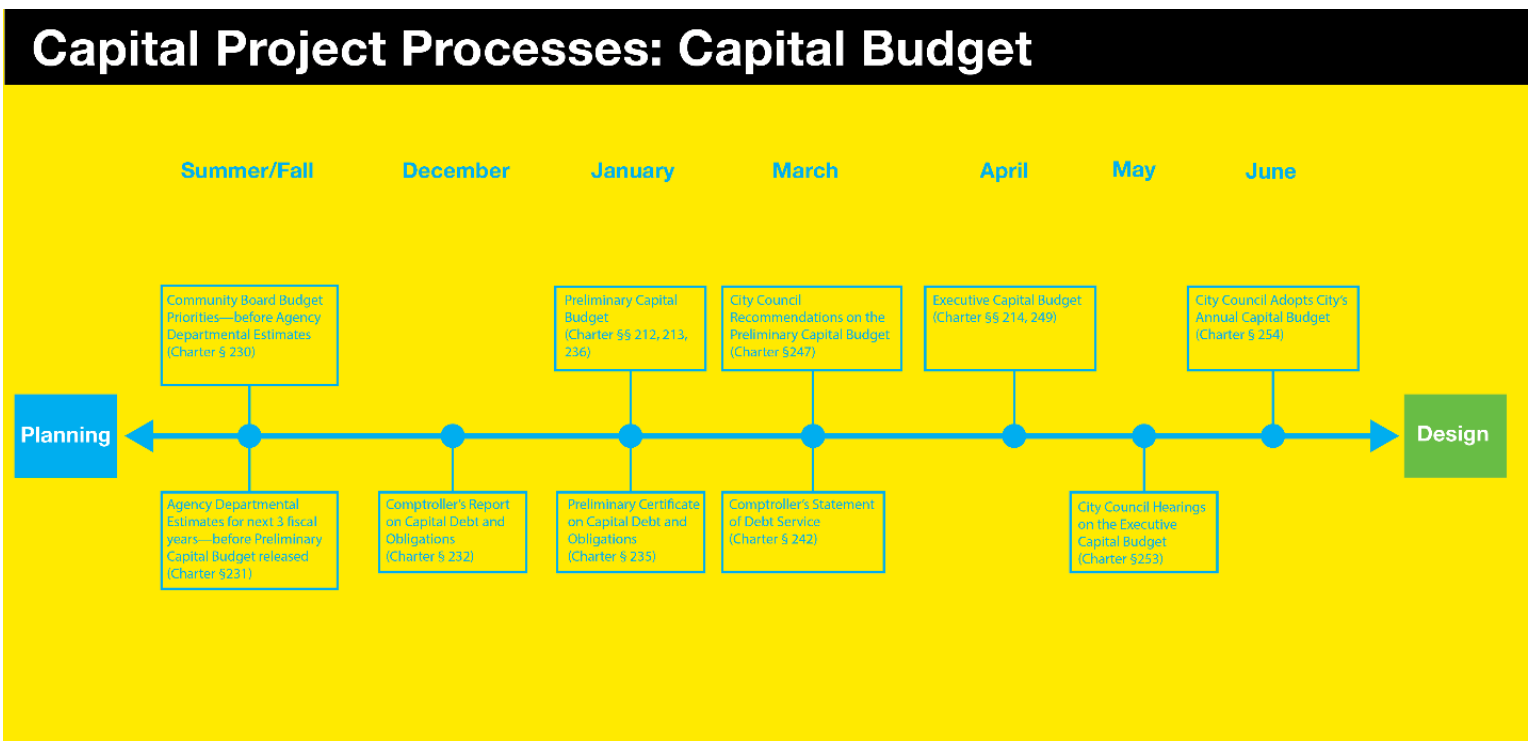 Capital Project Processes: Capital Budget
Summer/Fall
December
January
March
April
May
June
Community Board Budget
Priorities—before Agency
Departmental Estimates
(Charter § 230)
Preliminary Capital
Budget
(Charter §§ 212, 213,
236)
City Council
Recommendations on the
Preliminary Capital Budget
(Charter §247)
Executive Capital Budget
(Charter §§ 214, 249)
City Council Adopts City's
Annual Capital Budget
(Charter § 254)
Planning
Design
Agency Departmental
Estimates for next 3 fiscal
years—before Preliminary
Capital Budget released
(Charter §231)
Comptroller's Report
on Capital Debt and
Obligations
(Charter § 232)
Preliminary Certificate
on Capital Debt and
Obligations
(Charter § 235)
Comptroller's Statement
of Debt Service
(Charter § 242)
City Council Hearings
on the Executive
Capital Budget
(Charter §253)